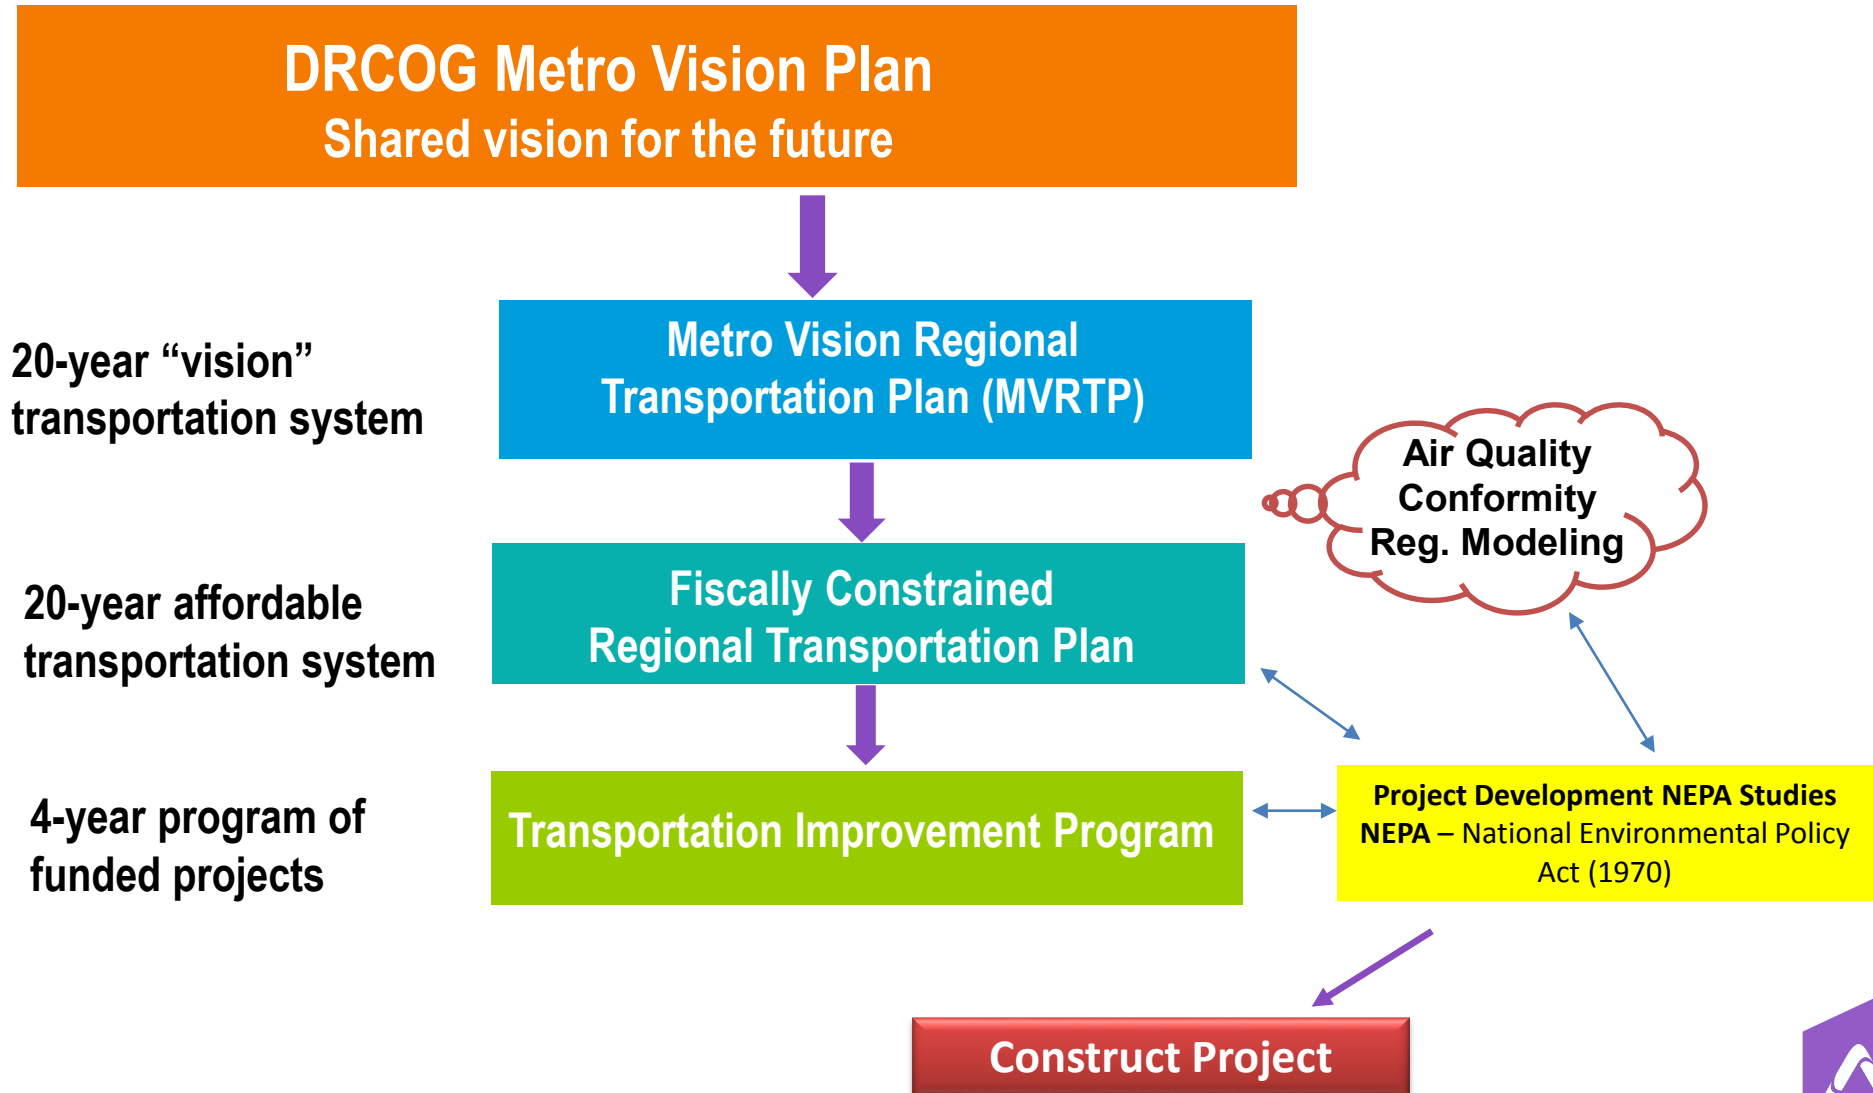 DRCOG Metro Vision Plan
Shared vision for the future
20-year “vision”
transportation system
Metro Vision Regional
Transportation Plan (MVRTP)
Air Quality
Conformity
Reg. Modeling
20-year affordable
transportation system
Fiscally Constrained
Regional Transportation Plan
4-year program of
funded projects
Transportation Improvement Program
Project Development NEPA Studies
NEPA – National Environmental Policy
Act (1970)
Construct Project